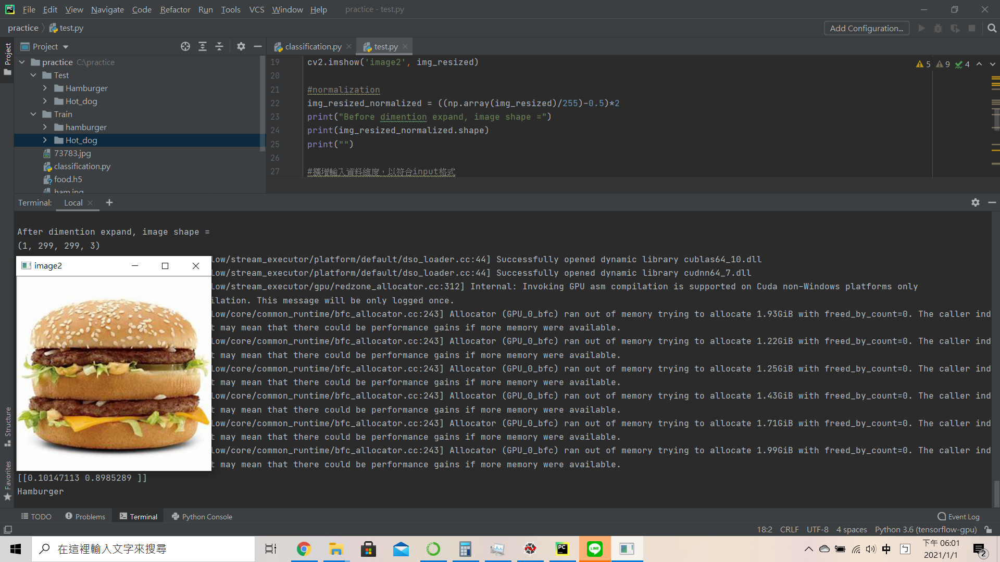 File Edit View Navigate Code Refactor Run Tools VCS Window Help practice - test.py
practice test.py Add Configuration...
Project
Project
classification.py test.py
practice C:\practice
Test
Hamburger
Hot_dog
Train
hamburger
Hot_dog
73783.jpg
classification.py
food.h5
ham.jpg
5 9 4
19 cv2.imshow('image2', img_resized)
20
21 #normalization
22 img_resized_normalized = ((np.array(img_resized)/255)-0.5)*2
23 print("Before dimention expand, image shape =")
24 print(img_resized_normalized.shape)
25 print("")
26
27 #擴增輸入資料維度，以符合input格式
Terminal: Local
After dimention expand, image shape =
(1, 299, 299, 3)
image2
low/stream_executor/platform/default/dso_loader.cc:44] Successfully opened dynamic library cublas64_10.dll
low/stream_executor/platform/default/dso_loader.cc:44] Successfully opened dynamic library cudnn64_7.dll
low/stream_executor/gpu/redzone_allocator.cc:312] Internal: Invoking GPU asm compilation is supported on Cuda non-Windows platforms only
ilation. This message will be only logged once.
low/core/common_runtime/bfc_allocator.cc:243] Allocator (GPU_0_bfc) ran out of memory trying to allocate 1.93GiB with freed_by_count=0. The caller ind
t may mean that there could be performance gains if more memory were available.
low/core/common_runtime/bfc_allocator.cc:243] Allocator (GPU_0_bfc) ran out of memory trying to allocate 1.22GiB with freed_by_count=0. The caller ind
t may mean that there could be performance gains if more memory were available.
low/core/common_runtime/bfc_allocator.cc:243] Allocator (GPU_0_bfc) ran out of memory trying to allocate 1.25GiB with freed_by_count=0. The caller ind
t may mean that there could be performance gains if more memory were available.
low/core/common_runtime/bfc_allocator.cc:243] Allocator (GPU_0_bfc) ran out of memory trying to allocate 1.43GiB with freed_by_count=0. The caller ind
t may mean that there could be performance gains if more memory were available.
low/core/common_runtime/bfc_allocator.cc:243] Allocator (GPU_0_bfc) ran out of memory trying to allocate 1.71GiB with freed_by_count=0. The caller ind
t may mean that there could be performance gains if more memory were available.
low/core/common_runtime/bfc_allocator.cc:243] Allocator (GPU_0_bfc) ran out of memory trying to allocate 1.99GiB with freed_by_count=0. The caller ind
t may mean that there could be performance gains if more memory were available.
[[0.10147113 0.8985289 ]]
Hamburger
Structure
Favorites
TODO Problems Terminal Python Console Event Log
18:2 CRLF UTF-8 4 spaces Python 3.6 (tensorflow-gpu)
在這裡輸入文字來搜尋
PC
LINE
中
ㄅ
下午 06:01
2021/1/1
2